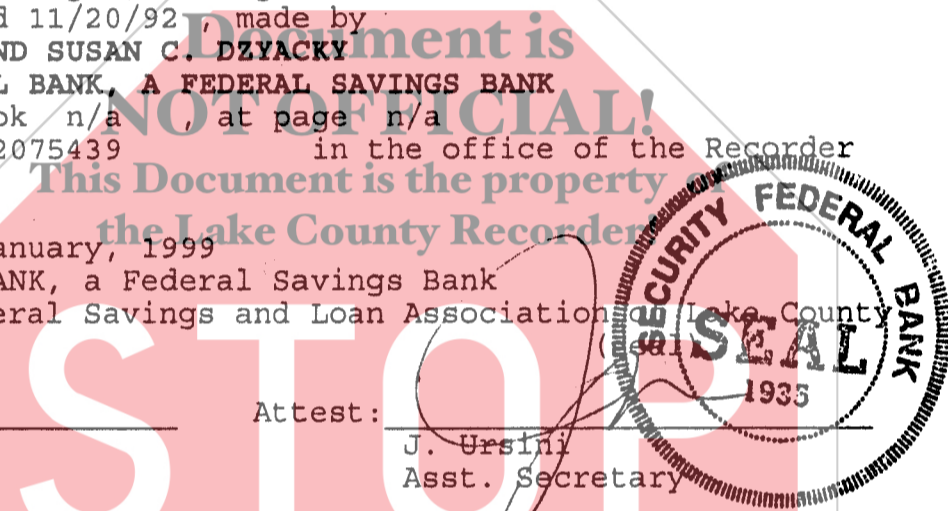 d 11/20/92 , made by
ND SUSAN C. DZYACKY
L BANK, A FEDERAL SAVINGS BANK
ok n/a , at page n/a
2075439 in the office of the Recorder
anuary, 1999
ANK, a Federal Savings Bank
eral Savings and Loan Association of Lake County
(Seal)
Attest:
J. Ursini
Asst. Secretary
Document is
NOT OFFICIAL!
This Document is the property of
the Lake County Recorder!
STOP
SECURITY FEDERAL BANK
SEAL
1935